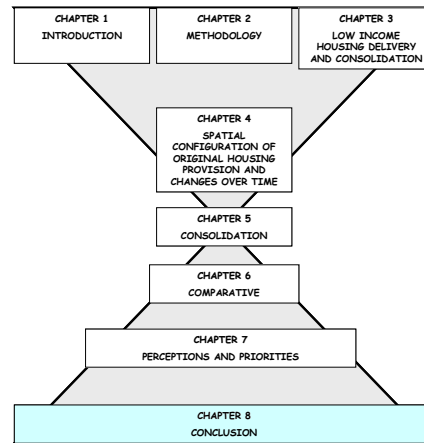 CHAPTER 1
INTRODUCTION
CHAPTER 2
METHODOLOGY
CHAPTER 3
LOW INCOME
HOUSING DELIVERY
AND CONSOLIDATION
CHAPTER 4
SPATIAL
CONFIGURATION OF
ORIGINAL HOUSING
PROVISION AND
CHANGES OVER TIME
CHAPTER 5
CONSOLIDATION
CHAPTER 6
COMPARATIVE
CHAPTER 7
PERCEPTIONS AND PRIORITIES
CHAPTER 8
CONCLUSION